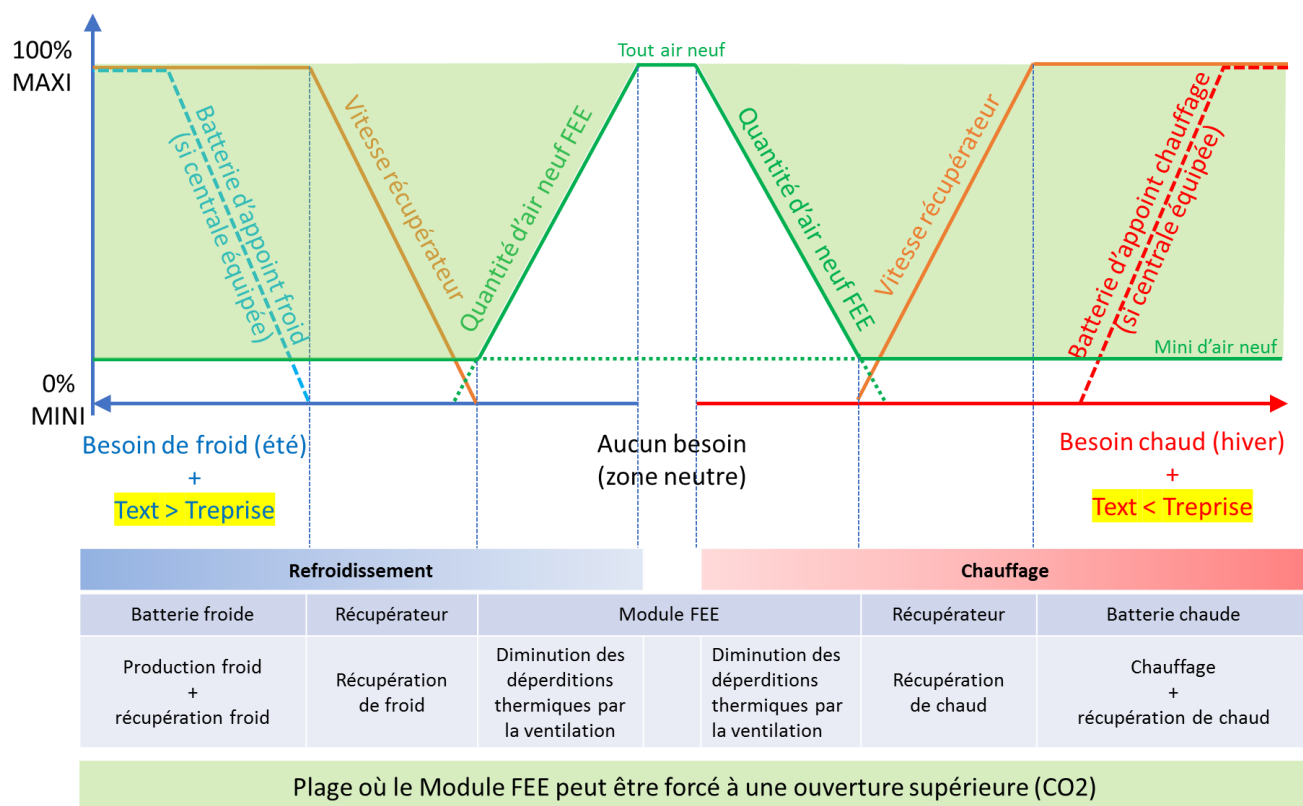 100%
MAXI
Tout air neuf
Batterie d'appoint froid
(si centrale équipée)
Vitesse récupérateur
Quantité d'air neuf FEE
Quantité d'air neuf FEE
Vitesse récupérateur
Batterie d'appoint chauffage
(si centrale équipée)
Mini d'air neuf
0%
MINI
Besoin de froid (été)
+
Text > Treprise
Aucun besoin
(zone neutre)
Besoin chaud (hiver)
+
Text < Treprise
Refroidissement
Chauffage
Batterie froide
Récupérateur
Module FEE
Récupérateur
Batterie chaude
Production froid
+
récupération froid
Récupération
de froid
Diminution des
déperditions
thermiques par
la ventilation
Diminution des
déperditions
thermiques par
la ventilation
Récupération
de chaud
Chauffage
+
récupération de chaud
Plage où le Module FEE peut être forcé à une ouverture supérieure (CO2)